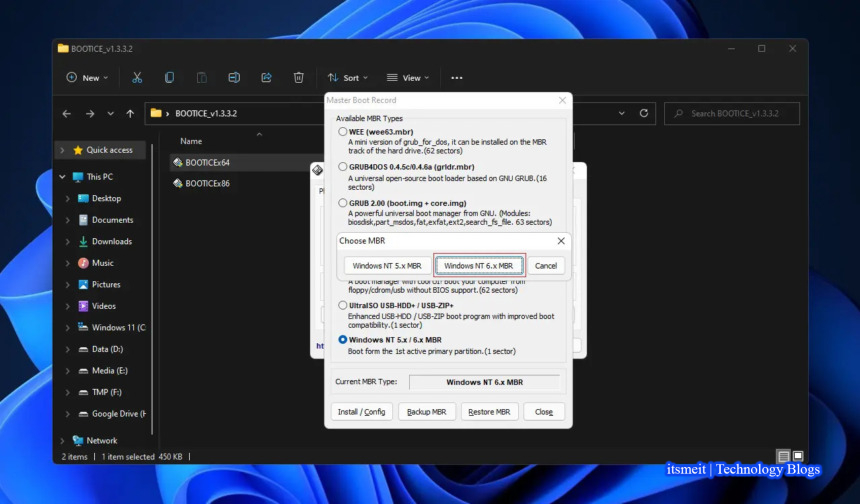 BOOTICE_v1.3.3.2
New
Sort
View
BOOTICE_v1.3.3.2
Search BOOTICE_v1.3.3.2
Quick access
This PC
Desktop
Documents
Downloads
Music
Pictures
Videos
Windows 11 (C
Data (D:)
Media (E:)
TMP (F:)
Google Drive (H
Network
Name
BOOTICEx64
BOOTICEx86
Master Boot Record
Available MBR Types
WEE (wee63.mbr)
A mini version of grub_for_dos, it can be installed on the MBR
track of the hard drive.(62 sectors)
GRUB4DOS 0.4.5c/0.4.6a (grldr.mbr)
A universal open-source boot loader based on GNU GRUB.(16
sectors)
GRUB 2.00 (boot.img + core.img)
A powerful universal boot manager from GNU. (Modules:
biosdisk,part_msdos,fat,exfat,ext2,search_fs_file. 63 sectors)
Choose MBR
Windows NT 5.x MBR
Windows NT 6.x MBR
Cancel
floppy/cdrom/usb without BIOS support.(62 sectors)
UltraISO USB-HDD+ / USB-ZIP+
Enhanced USB-HDD / USB-ZIP boot program with improved boot
compatibility.(1 sector)
Windows NT 5.x / 6.x MBR
Boot form the 1st active primary partition.(1 sector)
Current MBR Type:
Windows NT 6.x MBR
Install / Config
Backup MBR
Restore MBR
Close
ht
2 items
1 item selected 450 KB
itsmeit | Technology Blogs